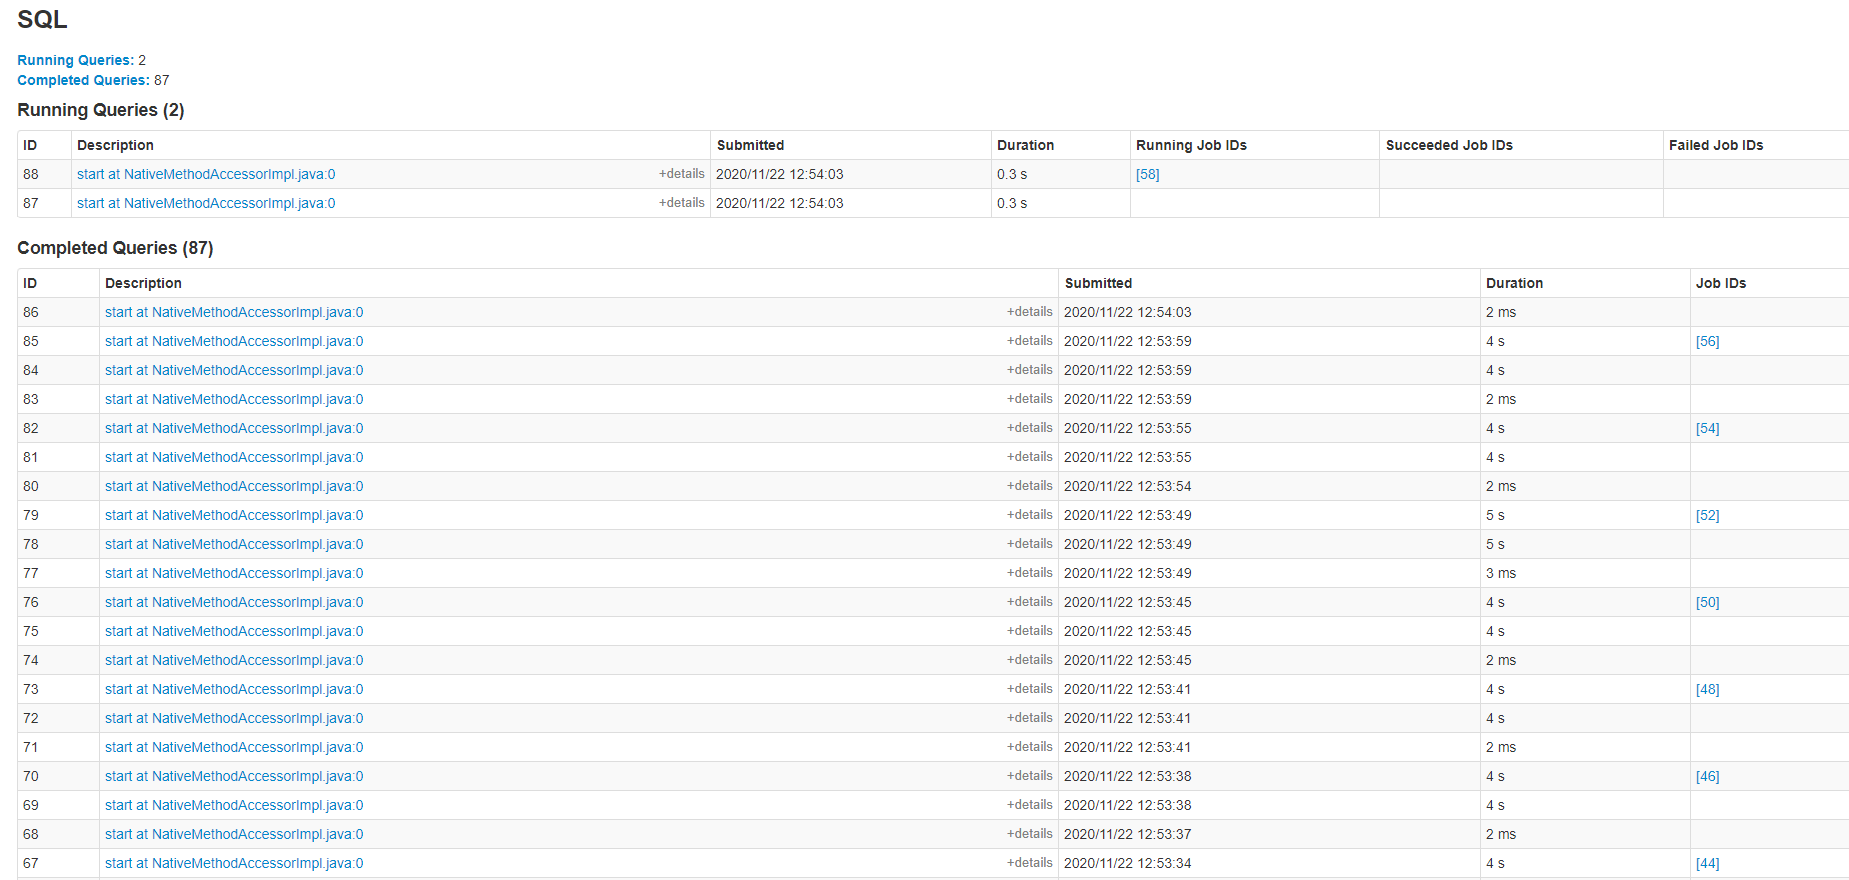 SQL
Running Queries: 2
Completed Queries: 87
Running Queries (2)
ID Description Submitted Duration Running Job IDs Succeeded Job IDs Failed Job IDs
88 start at NativeMethodAccessorImpl.java:0 +details 2020/11/22 12:54:03 0.3 s [58]
87 start at NativeMethodAccessorImpl.java:0 +details 2020/11/22 12:54:03 0.3 s
Completed Queries (87)
ID Description Submitted Duration Job IDs
86 start at NativeMethodAccessorImpl.java:0 +details 2020/11/22 12:54:03 2 ms
85 start at NativeMethodAccessorImpl.java:0 +details 2020/11/22 12:53:59 4 s [56]
84 start at NativeMethodAccessorImpl.java:0 +details 2020/11/22 12:53:59 4 s
83 start at NativeMethodAccessorImpl.java:0 +details 2020/11/22 12:53:59 2 ms
82 start at NativeMethodAccessorImpl.java:0 +details 2020/11/22 12:53:55 4 s [54]
81 start at NativeMethodAccessorImpl.java:0 +details 2020/11/22 12:53:55 4 s
80 start at NativeMethodAccessorImpl.java:0 +details 2020/11/22 12:53:54 2 ms
79 start at NativeMethodAccessorImpl.java:0 +details 2020/11/22 12:53:49 5 s [52]
78 start at NativeMethodAccessorImpl.java:0 +details 2020/11/22 12:53:49 5 s
77 start at NativeMethodAccessorImpl.java:0 +details 2020/11/22 12:53:49 3 ms
76 start at NativeMethodAccessorImpl.java:0 +details 2020/11/22 12:53:45 4 s [50]
75 start at NativeMethodAccessorImpl.java:0 +details 2020/11/22 12:53:45 4 s
74 start at NativeMethodAccessorImpl.java:0 +details 2020/11/22 12:53:45 2 ms
73 start at NativeMethodAccessorImpl.java:0 +details 2020/11/22 12:53:41 4 s [48]
72 start at NativeMethodAccessorImpl.java:0 +details 2020/11/22 12:53:41 4 s
71 start at NativeMethodAccessorImpl.java:0 +details 2020/11/22 12:53:41 2 ms
70 start at NativeMethodAccessorImpl.java:0 +details 2020/11/22 12:53:38 4 s [46]
69 start at NativeMethodAccessorImpl.java:0 +details 2020/11/22 12:53:38 4 s
68 start at NativeMethodAccessorImpl.java:0 +details 2020/11/22 12:53:37 2 ms
67 start at NativeMethodAccessorImpl.java:0 +details 2020/11/22 12:53:34 4 s [44]